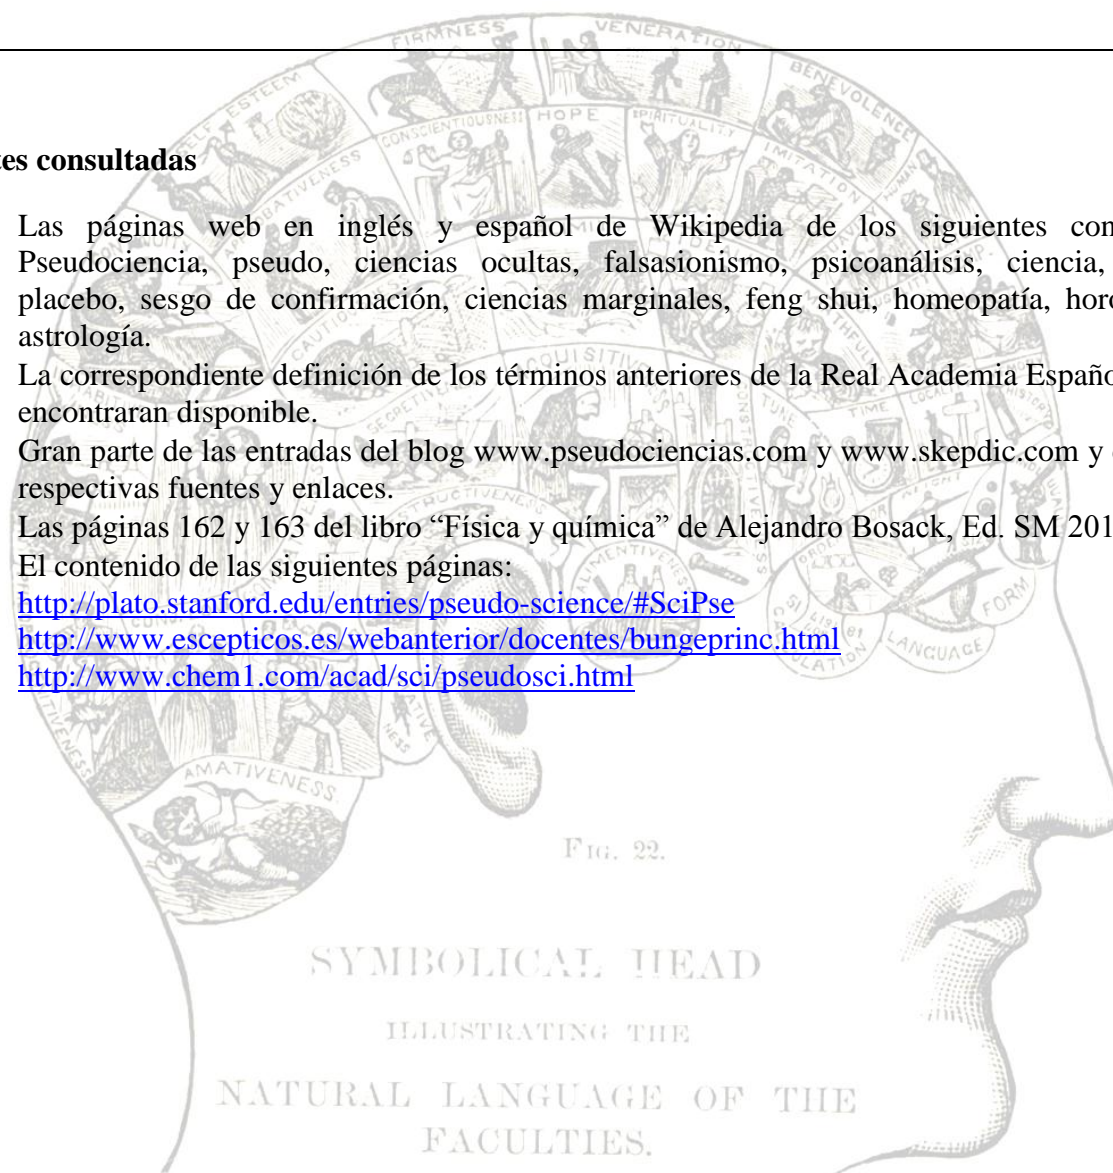 FIRMNESS
VENERATION
BENEVOLENCE
ESTEEM
CONSCIENTIOUSNESS
HOPE
SPIRITUALITY
IMITATION
tes consultadas
Las páginas web en inglés y español de Wikipedia de los siguientes con
Pseudociencia, pseudo, ciencias ocultas, falsasionismo, psicoanálisis, ciencia,
placebo, sesgo de confirmación, ciencias marginales, feng shui, homeopatía, horo
astrología.
La correspondiente definición de los términos anteriores de la Real Academia Españo
encontraran disponible.
Gran parte de las entradas del blog www.pseudociencias.com y www.skepdic.com y
respectivas fuentes y enlaces.
Las páginas 162 y 163 del libro “Física y química” de Alejandro Bosack, Ed. SM 201
El contenido de las siguientes páginas:
http://plato.stanford.edu/entries/pseudo-science/#SciPse
http://www.escepticos.es/webanterior/docentes/bungeprinc.html
http://www.chem1.com/acad/sci/pseudosci.html
TUNE
TIME
FORM
LANGUAGE
AMATIVENESS.
FIG. 22.
SYMBOLICAL HEAD
ILLUSTRATING THE
NATURAL LANGUAGE OF THE
FACULTIES.